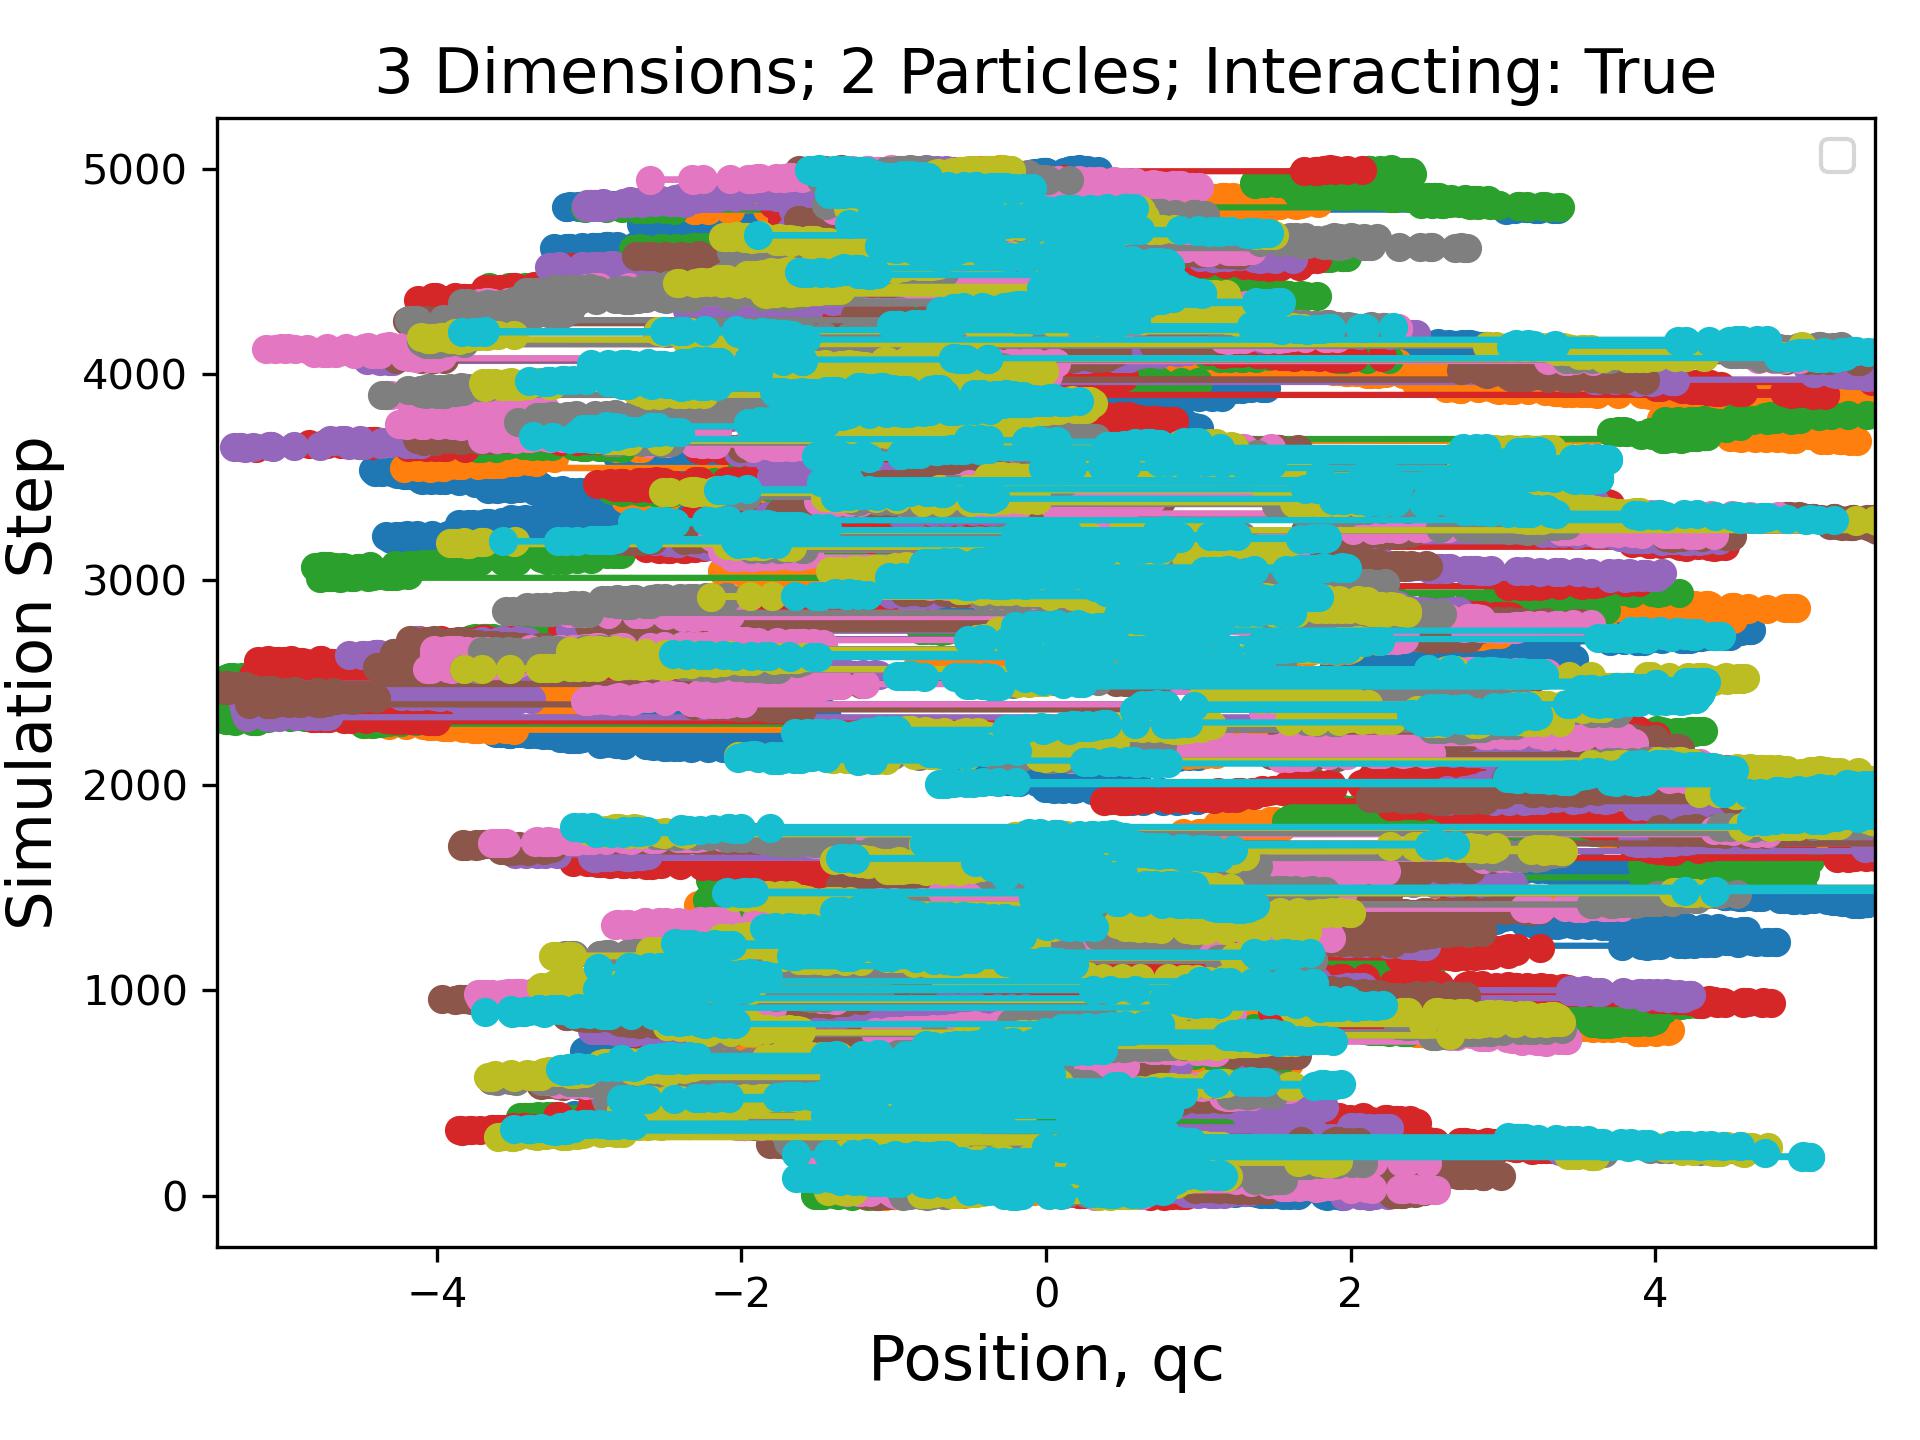 3 Dimensions; 2 Particles; Interacting: True
5000
4000
3000
2000
1000
0
Simulation Step
−4 −2 0 2 4
Position, qc